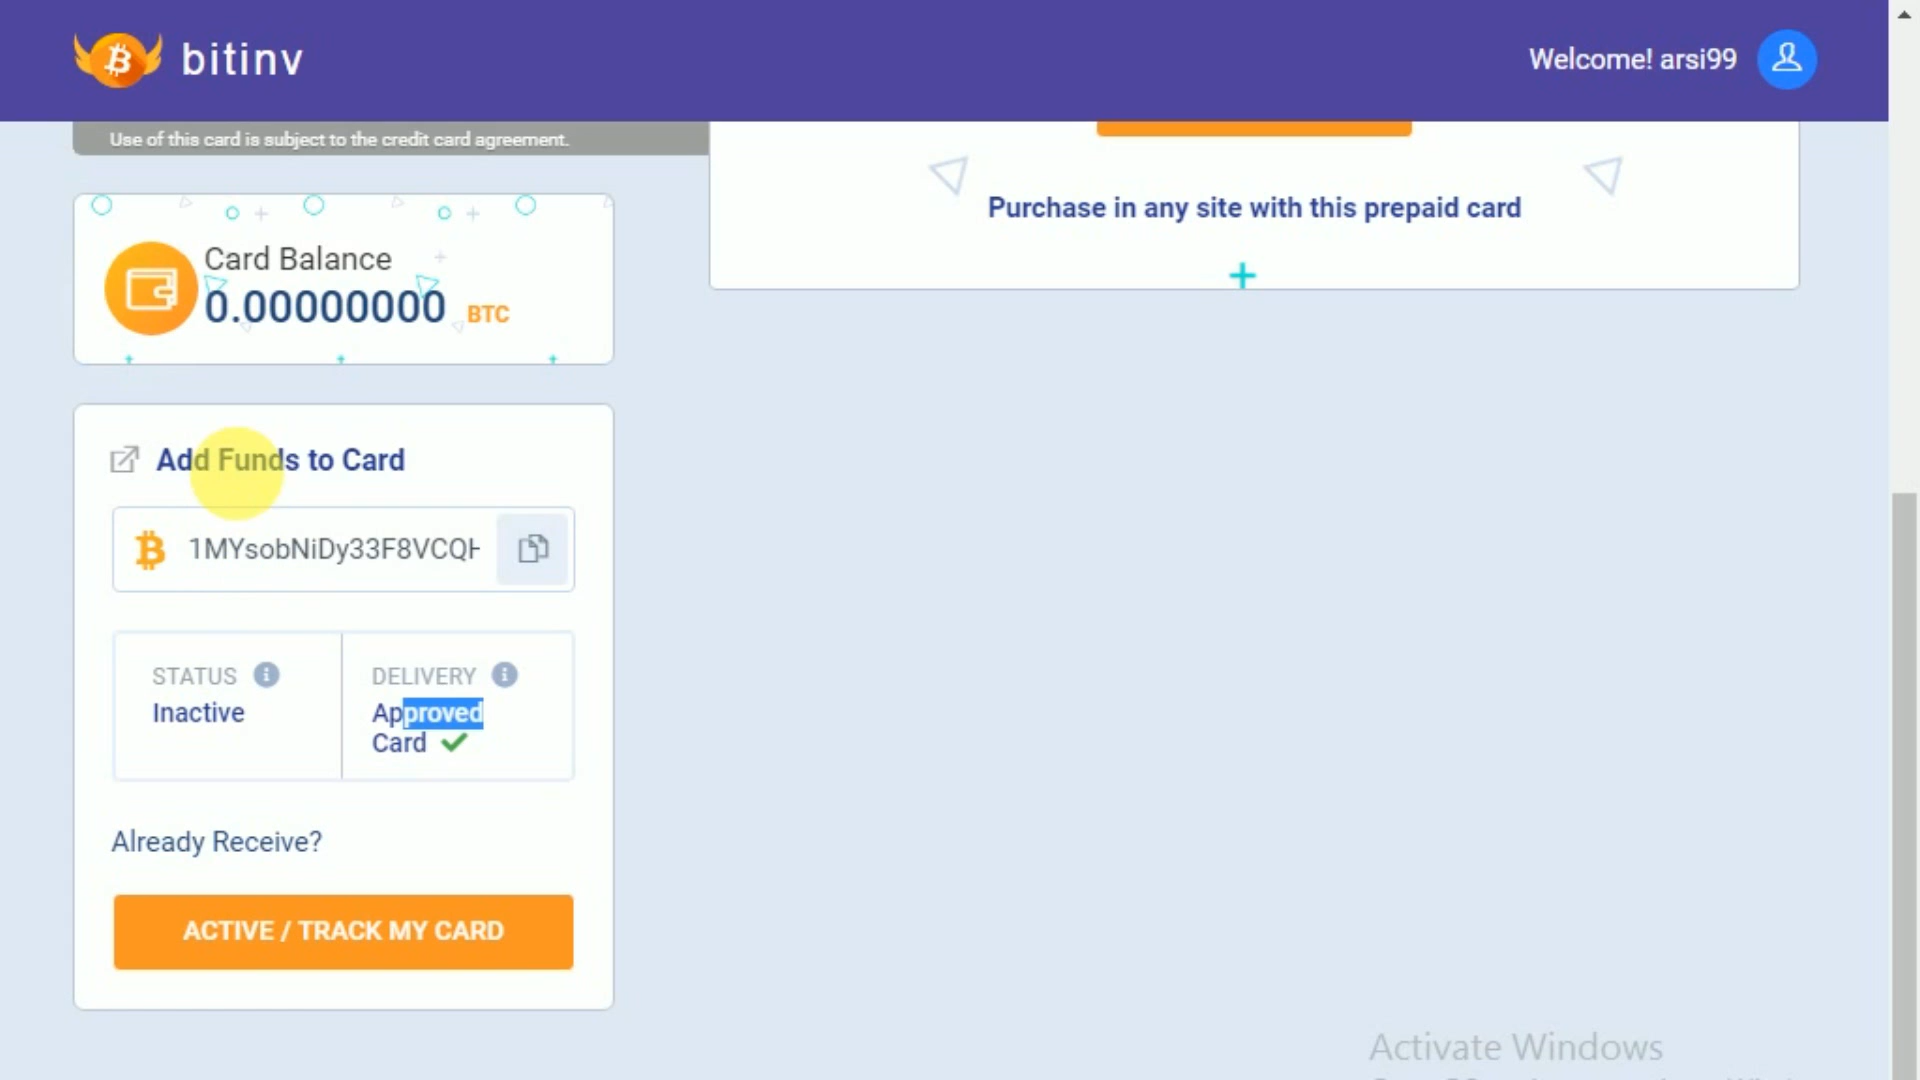 bitinv
Welcome! arsi99
Use of this card is subject to the credit card agreement.
Purchase in any site with this prepaid card
Card Balance
0.00000000 BTC
Add Funds to Card
1MYsobNiDy33F8VCQH
STATUS
Inactive
DELIVERY
Approved
Card
Already Receive?
ACTIVE / TRACK MY CARD
Activate Windows